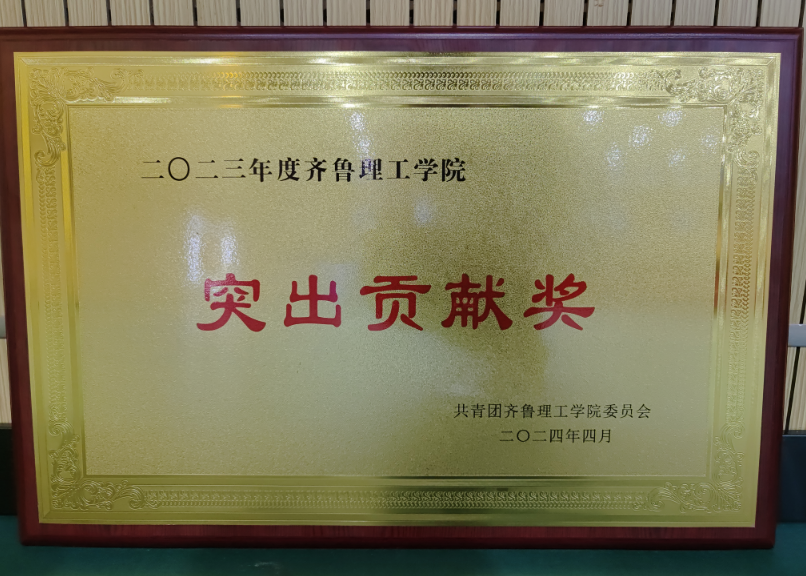 二〇二三年度齐鲁理工学院
突出贡献奖
共青团齐鲁理工学院委员会
二〇二四年四月